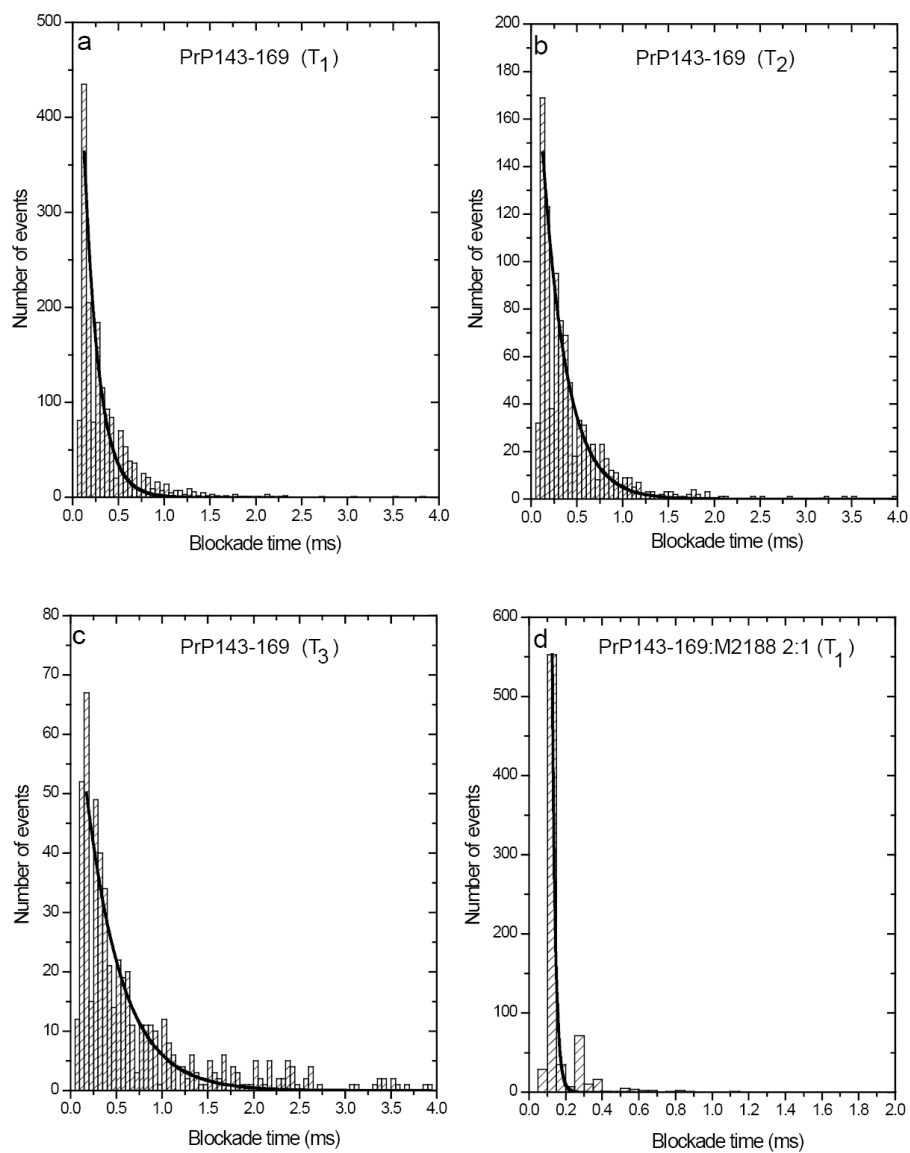 a
PrP143-169 (T1)
500
400
300
200
100
0
Number of events
0.0 0.5 1.0 1.5 2.0 2.5 3.0 3.5 4.0
Blockade time (ms)
b
PrP143-169 (T2)
200
180
160
140
120
100
80
60
40
20
0
Number of events
0.0 0.5 1.0 1.5 2.0 2.5 3.0 3.5 4.0
Blockade time (ms)
c
PrP143-169 (T3)
80
70
60
50
40
30
20
10
0
Number of events
0.0 0.5 1.0 1.5 2.0 2.5 3.0 3.5 4.0
Blockade time (ms)
d
PrP143-169:M2188 2:1 (T1)
600
500
400
300
200
100
0
Number of events
0.0 0.2 0.4 0.6 0.8 1.0 1.2 1.4 1.6 1.8 2.0
Blockade time (ms)